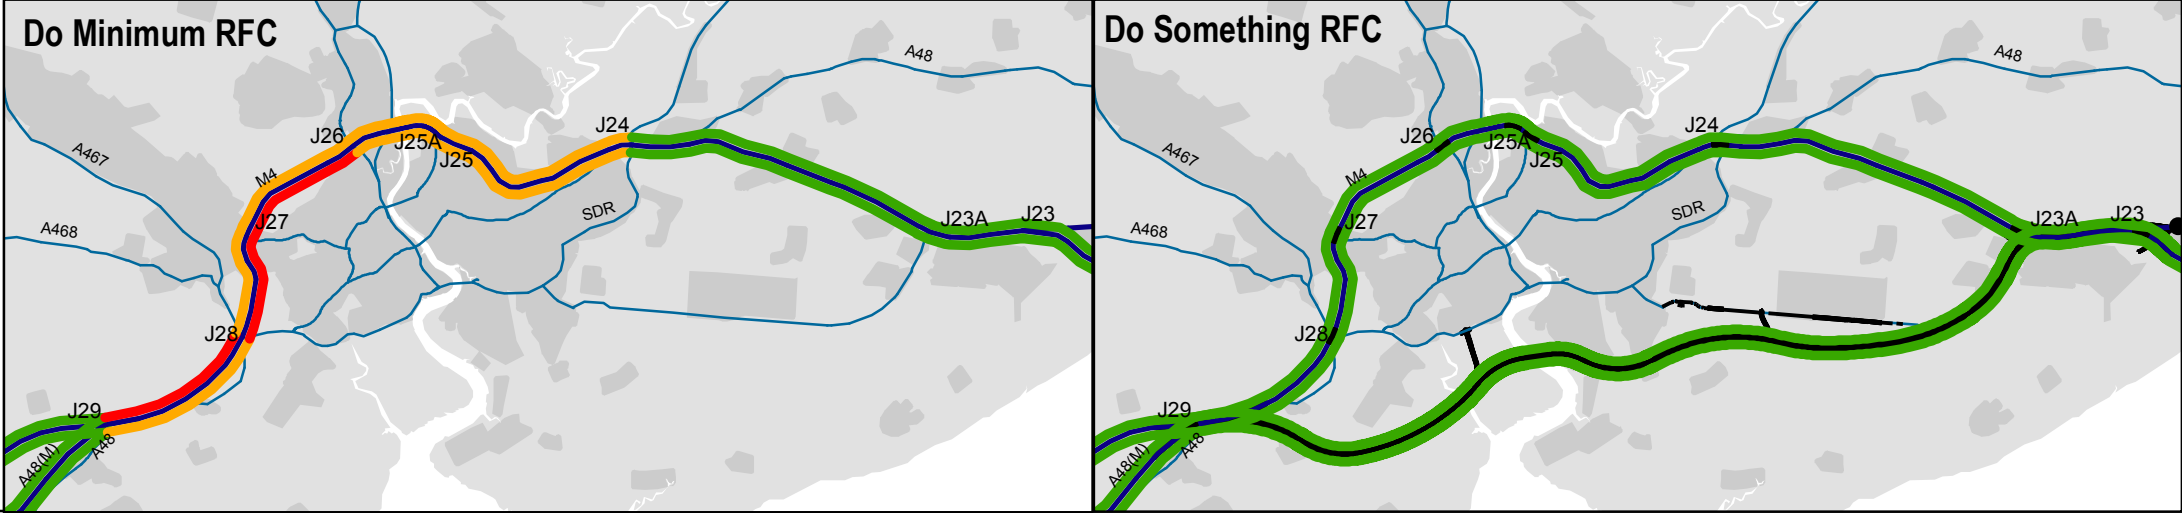 Do Minimum RFC
A48
J26
J25A
J25
J24
A467
M4
J27
SDR
J23A
J23
A468
J28
J29
A48(M)
A48
Do Something RFC
A48
J26
J25A
J25
J24
A467
M4
J27
SDR
J23A
J23
A468
J28
J29
A48(M)
A48